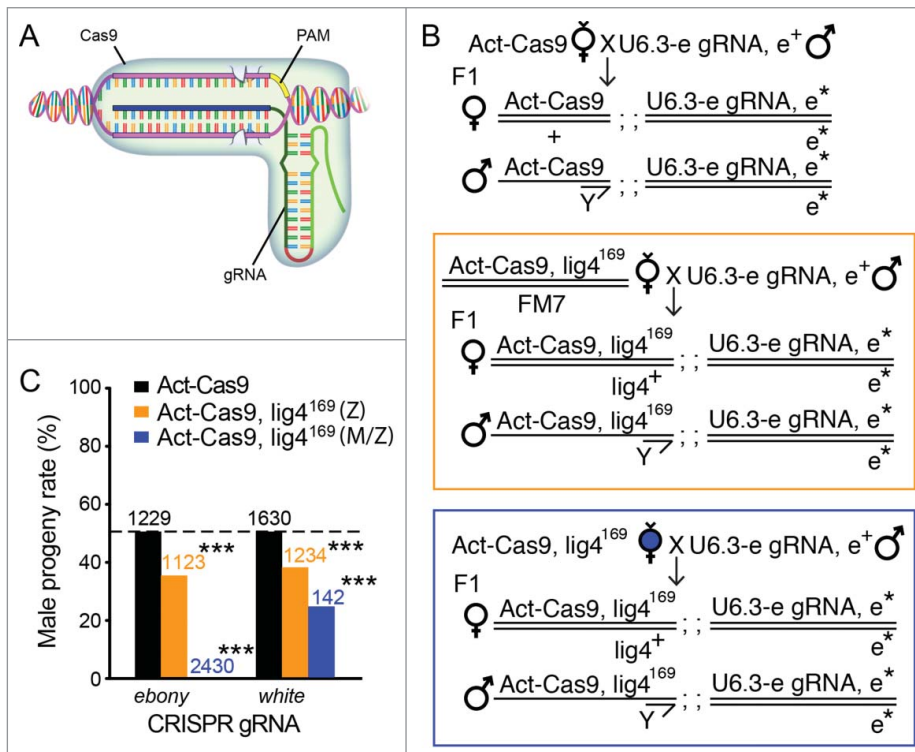 A
Cas9
PAM
gRNA
B
Act-Cas9 ⚥ X U6.3-e gRNA, e⁺ ♂
F1
♀ Act-Cas9 ; ; U6.3-e gRNA, e*
+ e*
♂ Act-Cas9 ; ; U6.3-e gRNA, e*
Y e*
Act-Cas9, lig4¹⁶⁹ X U6.3-e gRNA, e⁺ ♂
FM7
F1
♀ Act-Cas9, lig4¹⁶⁹ ; ; U6.3-e gRNA, e*
lig4⁺ e*
♂ Act-Cas9, lig4¹⁶⁹ ; ; U6.3-e gRNA, e*
Y e*
Act-Cas9, lig4¹⁶⁹ X U6.3-e gRNA, e⁺ ♂
F1
♀ Act-Cas9, lig4¹⁶⁹ ; ; U6.3-e gRNA, e*
lig4⁺ e*
♂ Act-Cas9, lig4¹⁶⁹ ; ; U6.3-e gRNA, e*
Y e*
C
Act-Cas9
Act-Cas9, lig4¹⁶⁹ (Z)
Act-Cas9, lig4¹⁶⁹ (M/Z)
Male progeny rate (%)
100
80
60
40
20
0
1229
1123 ***
2430 ***
1630
1234 ***
142 ***
ebony
white
CRISPR gRNA